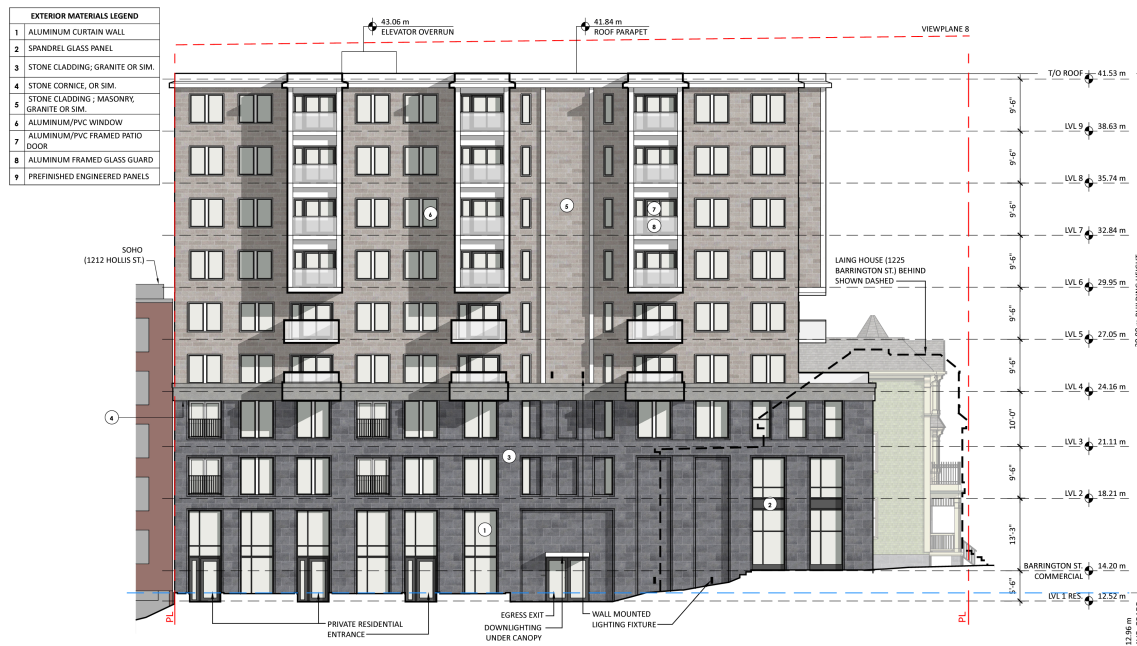 EXTERIOR MATERIALS LEGEND
1 ALUMINUM CURTAIN WALL
2 SPANDREL GLASS PANEL
3 STONE CLADDING; GRANITE OR SIM.
4 STONE CORNICE, OR SIM.
5 STONE CLADDING ; MASONRY,
GRANITE OR SIM.
6 ALUMINUM/PVC WINDOW
7 ALUMINUM/PVC FRAMED PATIO
DOOR
8 ALUMINUM FRAMED GLASS GUARD
9 PREFINISHED ENGINEERED PANELS
43.06 m
ELEVATOR OVERRUN
41.84 m
ROOF PARAPET
VIEWPLANE 8
T/O ROOF 41.53 m
9'-6"
LVL 9 38.63 m
9'-6"
LVL 8 35.74 m
9'-6"
LVL 7 32.84 m
9'-6"
LVL 6 29.95 m
9'-6"
LVL 5 27.05 m
9'-6"
LVL 4 24.16 m
10'-0"
LVL 3 21.11 m
9'-6"
LVL 2 18.21 m
13'-3"
BARRINGTON ST.
COMMERCIAL
14.20 m
5'-6"
LVL 1 RES. 12.52 m
12.96 m
SOHO
(1212 HOLLIS ST.)
LAING HOUSE (1225
BARRINGTON ST.) BEHIND
SHOWN DASHED
6
5
7
8
4
3
2
1
PL
PL
PRIVATE RESIDENTIAL
ENTRANCE
EGRESS EXIT
DOWNLIGHTING
UNDER CANOPY
WALL MOUNTED
LIGHTING FIXTURE